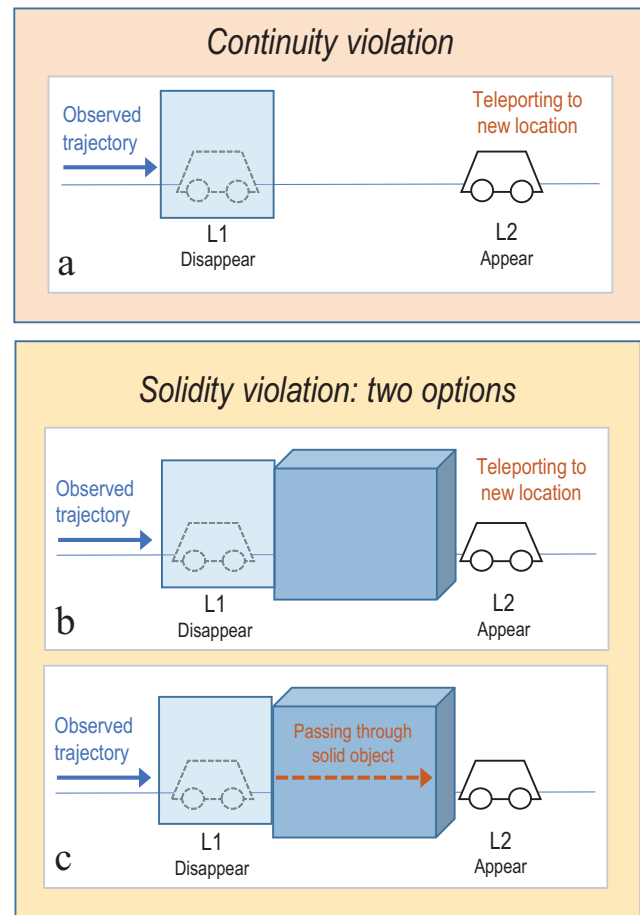 Continuity violation
Observed
trajectory
Teleporting to
new location
L1
Disappear
L2
Appear
a
Solidity violation: two options
Observed
trajectory
Teleporting to
new location
L1
Disappear
L2
Appear
b
Observed
trajectory
Passing through
solid object
L1
Disappear
L2
Appear
c